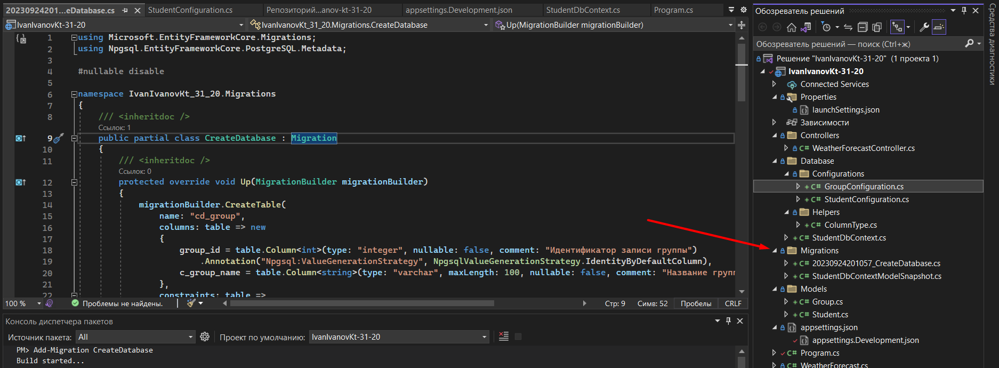 20230924201...eDatabase.cs
StudentConfiguration.cs
Репозиторий...anov-kt-31-20
appsettings.Development.json
StudentDbContext.cs
Program.cs
IvanIvanovKt-31-20
IvanIvanovKt_31_20.Migrations.CreateDatabase
Up(MigrationBuilder migrationBuilder)
1 using Microsoft.EntityFrameworkCore.Migrations;
2 using Npgsql.EntityFrameworkCore.PostgreSQL.Metadata;
3
4 #nullable disable
5
6 namespace IvanIvanovKt_31_20.Migrations
7 {
8 /// <inheritdoc />
Ссылок: 1
9 public partial class CreateDatabase : Migration
10 {
11 /// <inheritdoc />
Ссылок: 0
12 protected override void Up(MigrationBuilder migrationBuilder)
13 {
14 migrationBuilder.CreateTable(
15 name: "cd_group",
16 columns: table => new
17 {
18 group_id = table.Column<int>(type: "integer", nullable: false, comment: "Идентификатор записи группы")
19 .Annotation("Npgsql:ValueGenerationStrategy", NpgsqlValueGenerationStrategy.IdentityByDefaultColumn),
20 c_group_name = table.Column<string>(type: "varchar", maxLength: 100, nullable: false, comment: "Название груп
21 },
22 constraints: table =>
100 %
Проблемы не найдены.
Стр: 9
Симв: 52
Пробелы
CRLF
Консоль диспетчера пакетов
Источник пакета: All
Проект по умолчанию: IvanIvanovKt-31-20
PM> Add-Migration CreateDatabase
Build started...
Обозреватель решений
Обозреватель решений — поиск (Ctrl+ж)
Решение "IvanIvanovKt-31-20" (1 проекта 1)
IvanIvanovKt-31-20
Connected Services
Properties
launchSettings.json
Зависимости
Controllers
C# WeatherForecastController.cs
Database
Configurations
C# GroupConfiguration.cs
C# StudentConfiguration.cs
Helpers
C# ColumnType.cs
C# StudentDbContext.cs
Migrations
C# 20230924201057_CreateDatabase.cs
C# StudentDbContextModelSnapshot.cs
Models
C# Group.cs
C# Student.cs
appsettings.json
appsettings.Development.json
C# Program.cs
C# WeatherForecast.cs
Средства диагностики